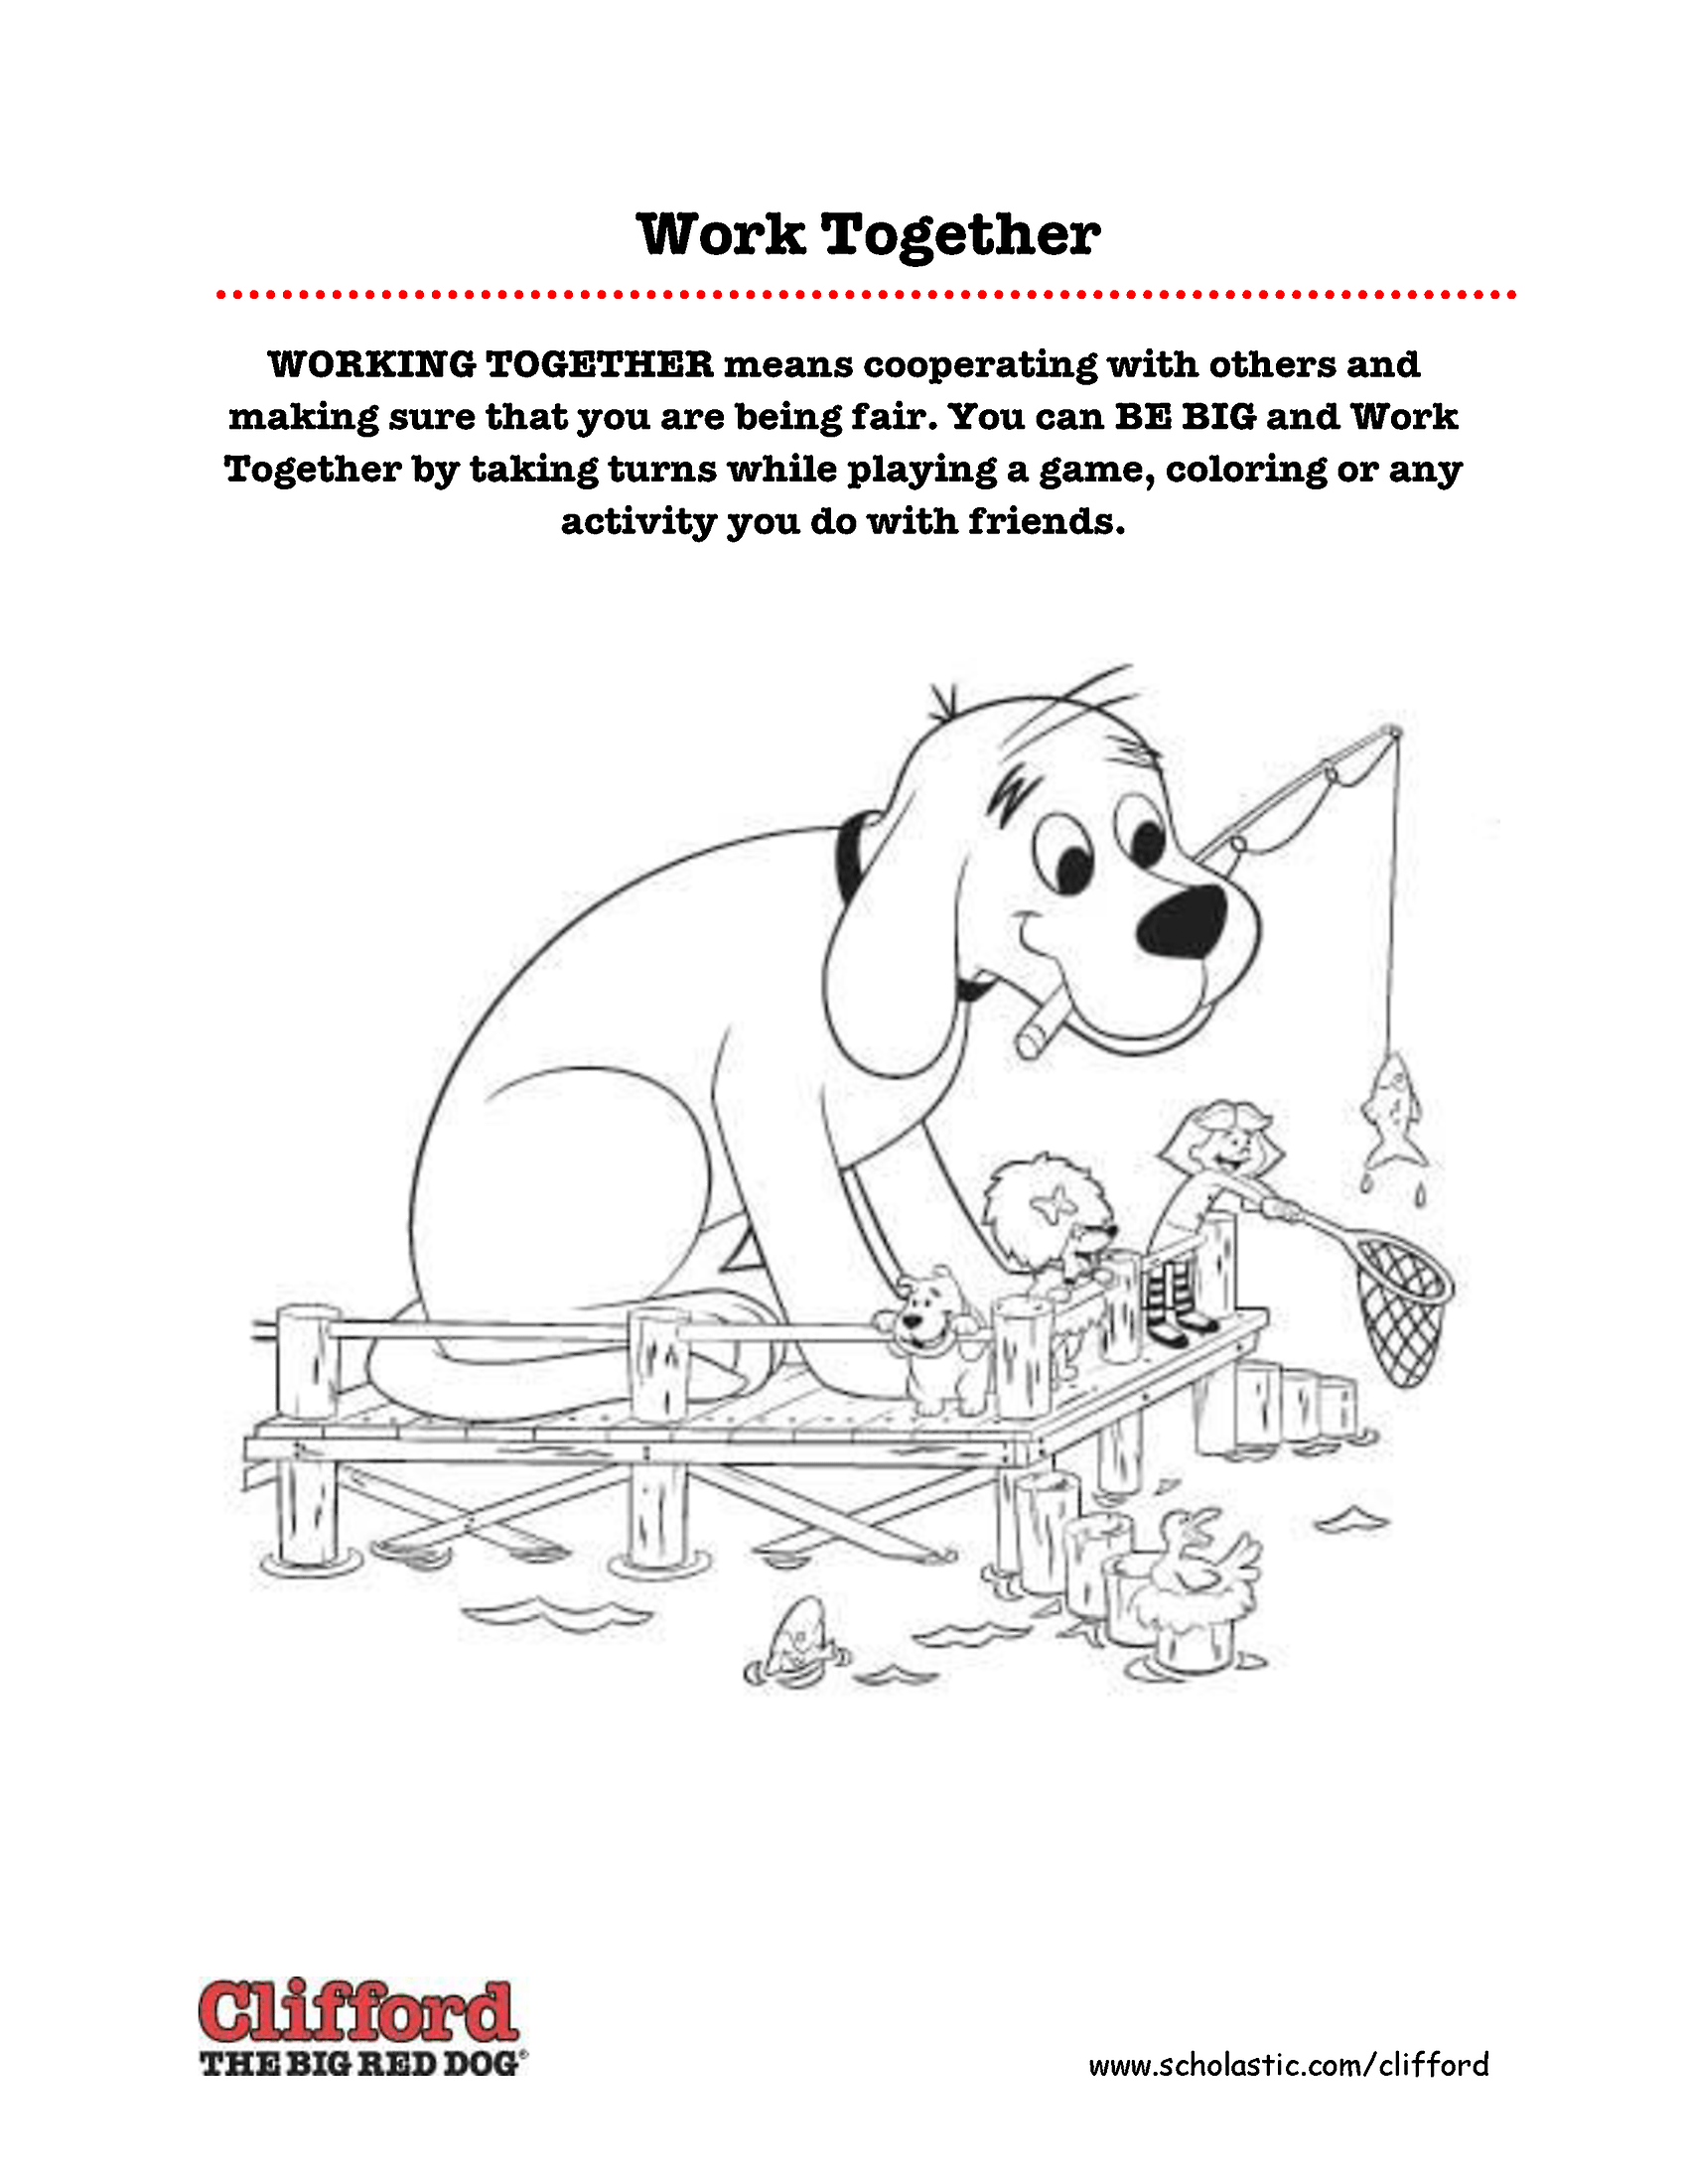 Work Together
WORKING TOGETHER means cooperating with others and
making sure that you are being fair. You can BE BIG and Work
Together by taking turns while playing a game, coloring or any
activity you do with friends.
Clifford
THE BIG RED DOG®
www.scholastic.com/clifford